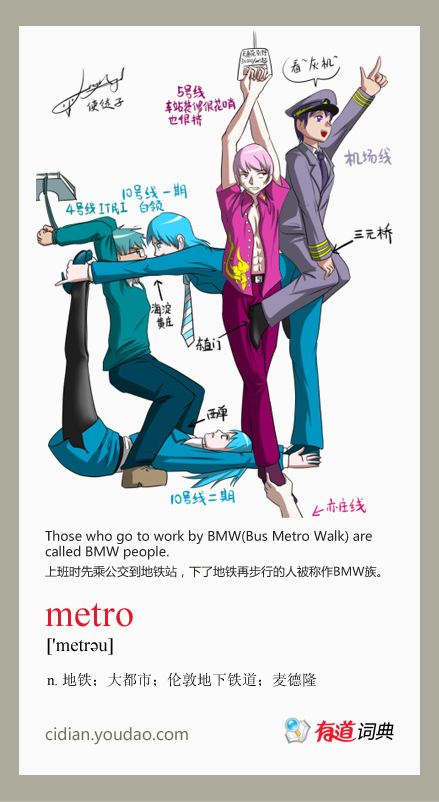 看“灰机”
使徒子
5号线
车站装修很花哨
也很挤
机场线
10号线一期
白领
4号线 IT民工
三元桥
海淀
黄庄
东直门
西单
10号线二期
亦庄线
Those who go to work by BMW(Bus Metro Walk) are
called BMW people.
上班时先乘公交到地铁站，下了地铁再步行的人被称作BMW族。
metro
['metrəu]
n. 地铁；大都市；伦敦地下铁道；麦德隆
cidian.youdao.com
有道词典